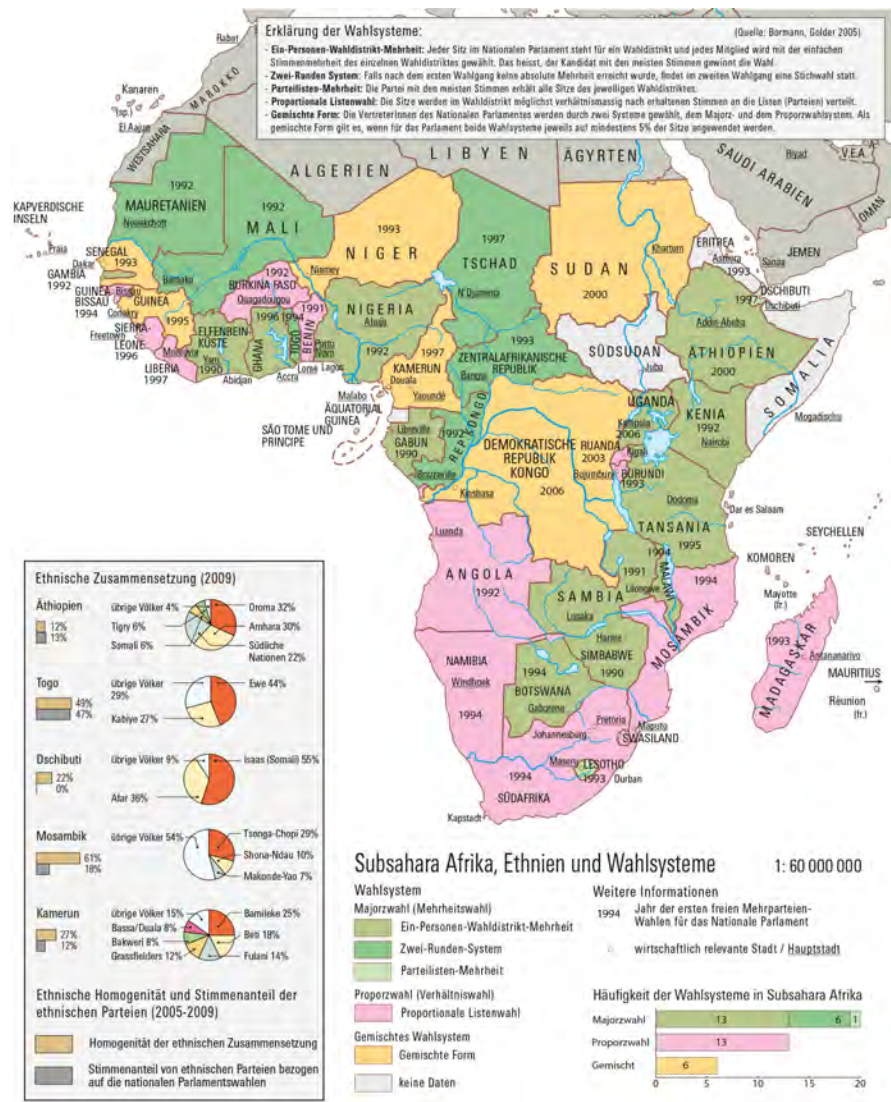 Erklärung der Wahlsysteme: (Quelle: Bormann, Golder 2005)
- Ein-Personen-Wahldistrikt-Mehrheit: Jeder Sitz im Nationalen Parlament steht für ein Wahldistrikt und jedes Mitglied wird mit der einfachen
Stimmenmehrheit des einzelnen Wahldistriktes gewählt. Das heisst, der Kandidat mit den meisten Stimmen gewinnt die Wahl.
- Zwei-Runden System: Falls nach dem ersten Wahlgang keine absolute Mehrheit erreicht wurde, findet im zweiten Wahlgang eine Stichwahl statt.
- Parteilisten-Mehrheit: Die Partei mit den meisten Stimmen erhält alle Sitze des jeweiligen Wahldistriktes.
- Proportionale Listenwahl: Die Sitze werden im Wahldistrikt möglichst verhältnismassig nach erhaltenen Stimmen an die Listen (Parteien) verteilt.
- Gemischte Form: Die VertreterInnen des Nationalen Parlamentes werden durch zwei Systeme gewählt, dem Majorz- und dem Proporzwahlsystem. Als
gemischte Form gilt es, wenn für das Parlament beide Wahlsysteme jeweils auf mindestens 5% der Sitze angewendet werden.
Rabat
MAROKKO
Kanaren
(sp.)
El Aaiun
WESTSAHARA
ALGERIEN
LIBYEN
ÄGYRTEN
SAUDI ARABIEN
Riyad
V.E.A.
OMAN
JEMEN
Sanaa
KAPVERDISCHE
INSELN
Praia
1992
MAURETANIEN
Nouakchott
1992
MALI
Bamako
1993
NIGER
Niamey
1997
TSCHAD
N'Djamena
SUDAN
2000
Khartum
ERITREA
Asmara
1993
DSCHIBUTI
Dschibuti
1992
SENEGAL
1993
Dakar
GAMBIA
1992
GUINEA
BISSAU
1994
Bissau
GUINEA
1995
Conakry
SIERRA-
LEONE
1996
Freetown
Monrovia
LIBERIA
1997
ELFENBEIN-
KÜSTE
Yam.
1990
Abidjan
1992
BURKINA FASO
Ouagadougou
1996
GHANA
Accra
1994
TOGO
Lomé
1991
BENIN
Porto
Novo
Lagos
NIGERIA
Abuja
1992
1997
KAMERUN
Douala
Yaoundé
1993
ZENTRALAFRIKANISCHE
REPUBLIK
Bangui
SÜDSUDAN
Juba
1997
Addis Abeba
ÄTHIOPIEN
2000
SOMALIA
Mogadischu
Malabo
ÄQUATORIAL
GUINEA
SÃO TOME UND
PRINCIPE
Libreville
GABUN
1990
1992
REP. KONGO
Brazzaville
Kinshasa
DEMOKRATISCHE
REPUBLIK
KONGO
2006
UGANDA
Kampala
2006
KENIA
1992
Nairobi
RUANDA
2003
Kigali
Bujumbura
BURUNDI
1993
Dodoma
Dar es Salaam
TANSANIA
1995
SEYCHELLEN
KOMOREN
Mayotte
(fr.)
Luanda
ANGOLA
1992
1991
SAMBIA
Lusaka
1994
MALAWI
Lilongwe
1994
MOSAMBIK
Harare
SIMBABWE
1990
1993
MADAGASKAR
Antananarivo
MAURITIUS
Réunion
(fr.)
NAMIBIA
Windhoek
1994
1994
BOTSWANA
Gaborone
Pretoria
Johannesburg
Maputo
SWASILAND
Maseru
LESOTHO
1993
Durban
1994
SÜDAFRIKA
Kapstadt
Ethnische Zusammensetzung (2009)
Äthiopien
12%
13%
übrige Völker 4%
Tigry 6%
Somali 6%
Oroma 32%
Amhara 30%
Südliche
Nationen 22%
Togo
49%
47%
übrige Völker
29%
Kabiye 27%
Ewe 44%
Dschibuti
22%
0%
übrige Völker 9%
Afar 36%
Isaas (Somali) 55%
Mosambik
61%
18%
übrige Völker 54%
Tsonga-Chopi 29%
Shona-Ndau 10%
Makonde-Yao 7%
Kamerun
27%
12%
übrige Völker 15%
Bassa/Duala 8%
Bakweri 8%
Grassfielders 12%
Bamileke 25%
Beti 18%
Fulani 14%
Ethnische Homogenität und Stimmenanteil der
ethnischen Parteien (2005-2009)
Homogenität der ethnischen Zusammensetzung
Stimmenanteil von ethnischen Parteien bezogen
auf die nationalen Parlamentswahlen
Subsahara Afrika, Ethnien und Wahlsysteme 1: 60 000 000
Wahlsystem
Majorzwahl (Mehrheitswahl)
Ein-Personen-Wahldistrikt-Mehrheit
Zwei-Runden-System
Parteilisten-Mehrheit
Proporzwahl (Verhältniswahl)
Proportionale Listenwahl
Gemischtes Wahlsystem
Gemischte Form
keine Daten
Weitere Informationen
1994 Jahr der ersten freien Mehrparteien-
Wahlen für das Nationale Parlament
wirtschaftlich relevante Stadt / Hauptstadt
Häufigkeit der Wahlsysteme in Subsahara Afrika
Majorzwahl 13 6 1
Proporzwahl 13
Gemischt 6
0 5 10 15 20